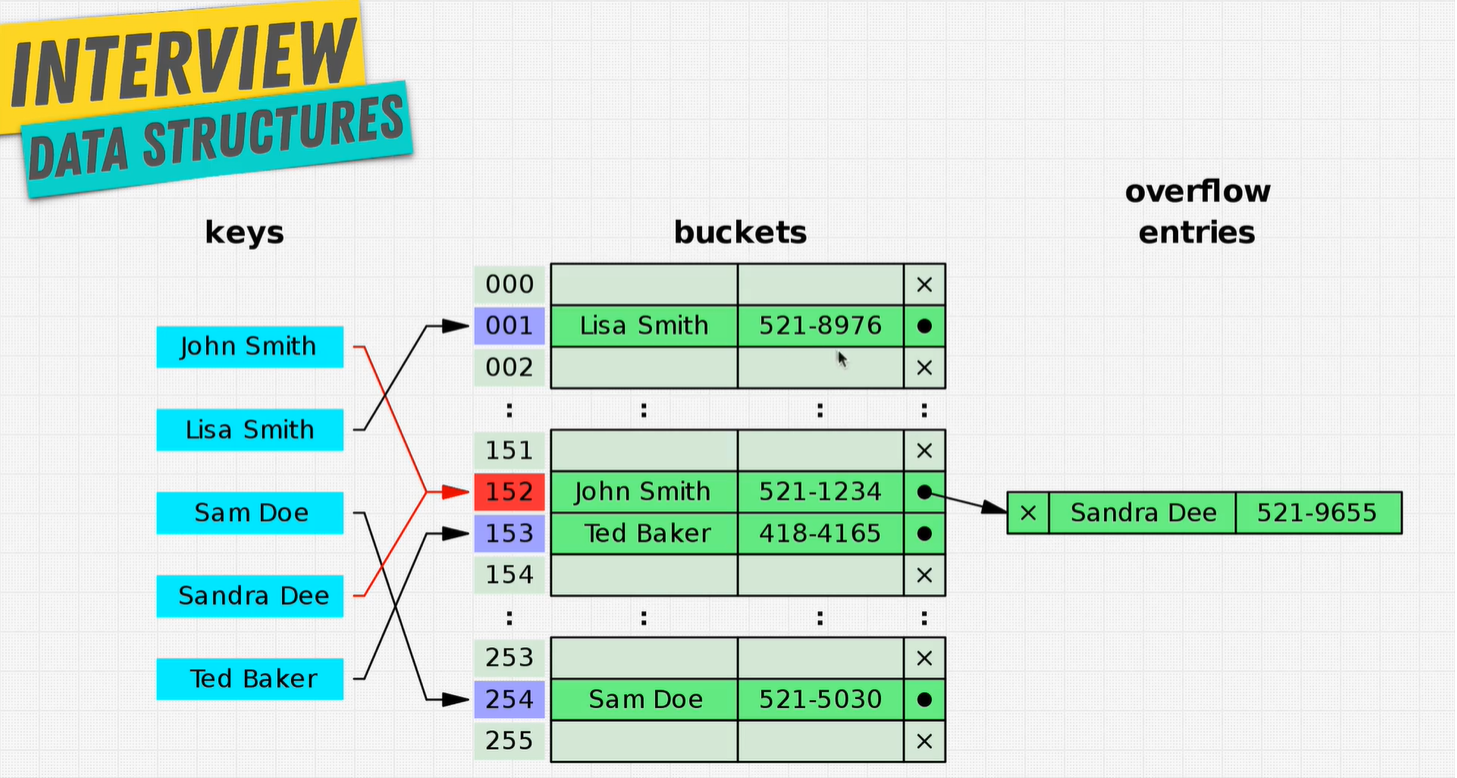 INTERVIEW
DATA STRUCTURES
keys
buckets
overflow
entries
John Smith
Lisa Smith
Sam Doe
Sandra Dee
Ted Baker
000 ×
001 Lisa Smith 521-8976 ●
002 ×
: : : :
151 ×
152 John Smith 521-1234 ●
153 Ted Baker 418-4165 ●
154 ×
: : : :
253 ×
254 Sam Doe 521-5030 ●
255 ×
× Sandra Dee 521-9655